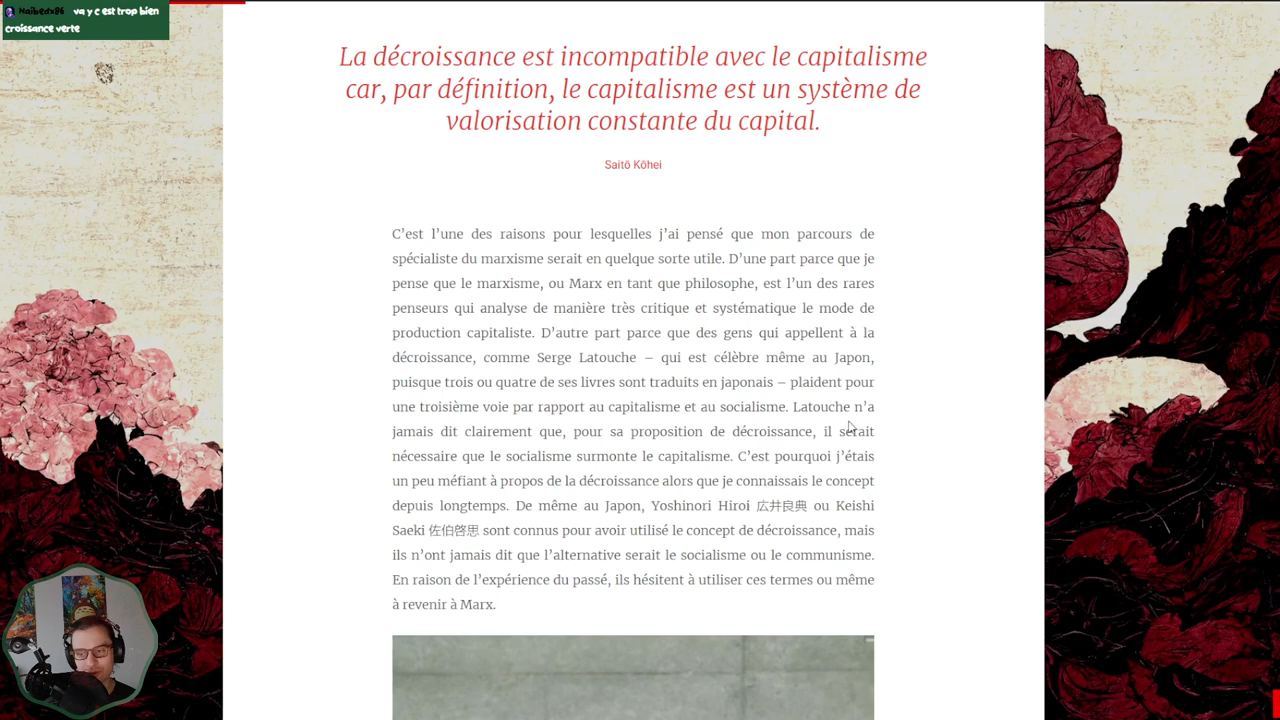 Naibedx86 va y c est trop bien
croissance verte
La décroissance est incompatible avec le capitalisme
car, par définition, le capitalisme est un système de
valorisation constante du capital.
Saitō Kōhei
C’est l’une des raisons pour lesquelles j’ai pensé que mon parcours de
spécialiste du marxisme serait en quelque sorte utile. D’une part parce que je
pense que le marxisme, ou Marx en tant que philosophe, est l’un des rares
penseurs qui analyse de manière très critique et systématique le mode de
production capitaliste. D’autre part parce que des gens qui appellent à la
décroissance, comme Serge Latouche – qui est célèbre même au Japon,
puisque trois ou quatre de ses livres sont traduits en japonais – plaident pour
une troisième voie par rapport au capitalisme et au socialisme. Latouche n’a
jamais dit clairement que, pour sa proposition de décroissance, il serait
nécessaire que le socialisme surmonte le capitalisme. C’est pourquoi j’étais
un peu méfiant à propos de la décroissance alors que je connaissais le concept
depuis longtemps. De même au Japon, Yoshinori Hiroi 広井良典 ou Keishi
Saeki 佐伯啓思 sont connus pour avoir utilisé le concept de décroissance, mais
ils n’ont jamais dit que l’alternative serait le socialisme ou le communisme.
En raison de l’expérience du passé, ils hésitent à utiliser ces termes ou même
à revenir à Marx.